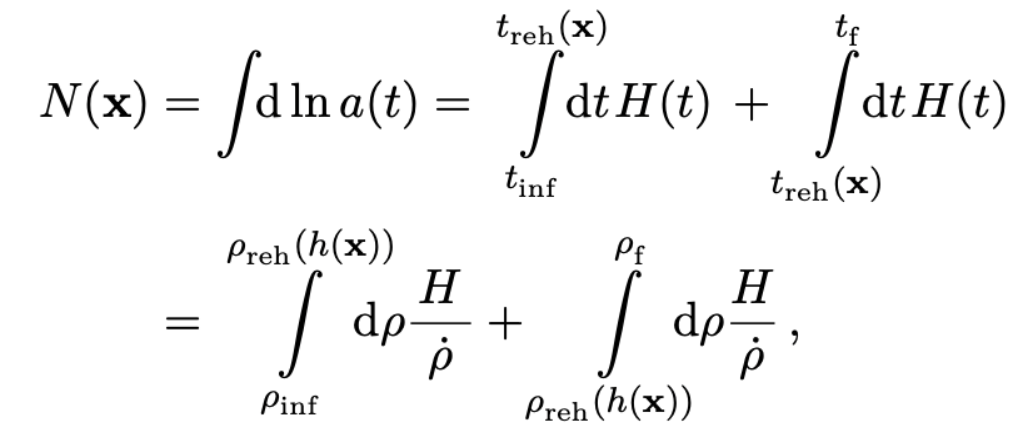 N(𝐱) = ∫ d ln a(t) = ∫_{t_inf}^{t_reh(𝐱)} dt H(t) + ∫_{t_reh(𝐱)}^{t_f} dt H(t)
= ∫_{ρ_inf}^{ρ_reh(h(𝐱))} dρ H/ρ̇ + ∫_{ρ_reh(h(𝐱))}^{ρ_f} dρ H/ρ̇ ,